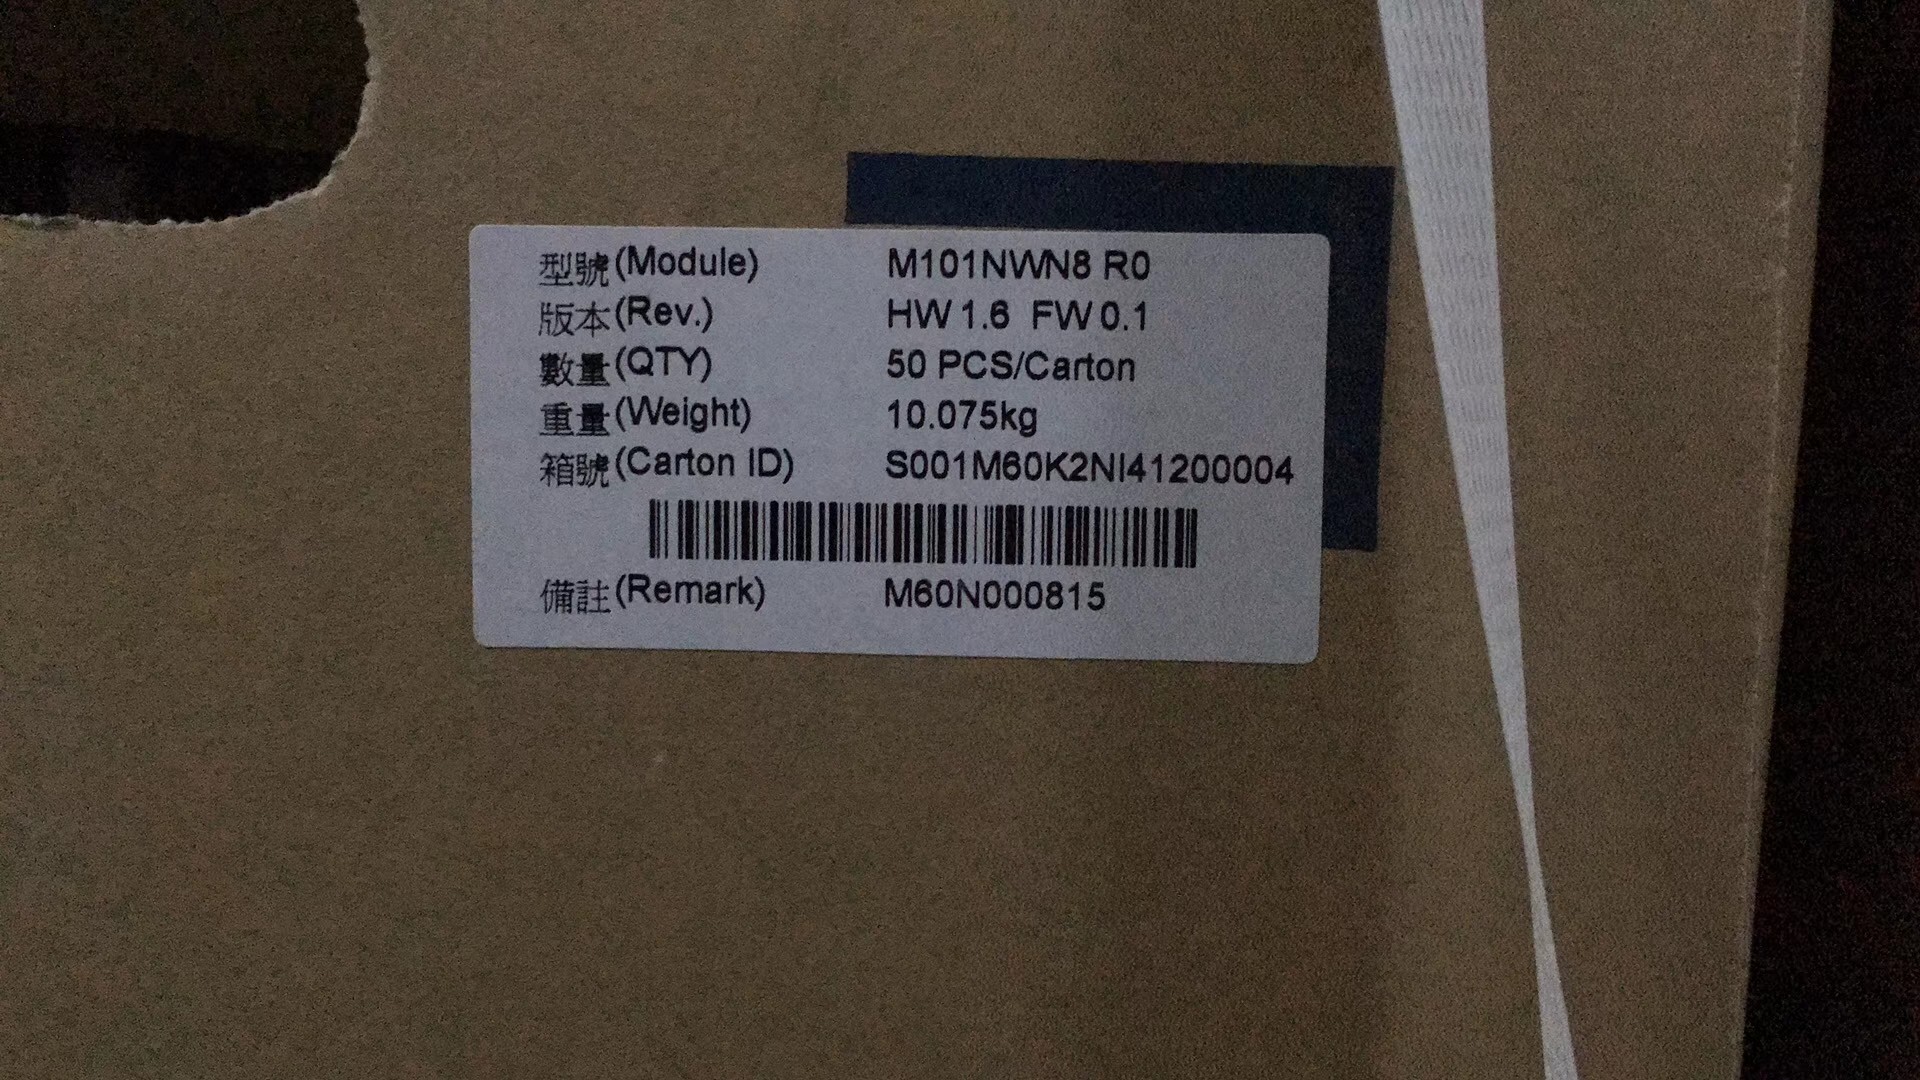 型號(Module) M101NWN8 R0
版本(Rev.) HW 1.6 FW 0.1
數量(QTY) 50 PCS/Carton
重量(Weight) 10.075kg
箱號(Carton ID) S001M60K2NI41200004
備註(Remark) M60N000815